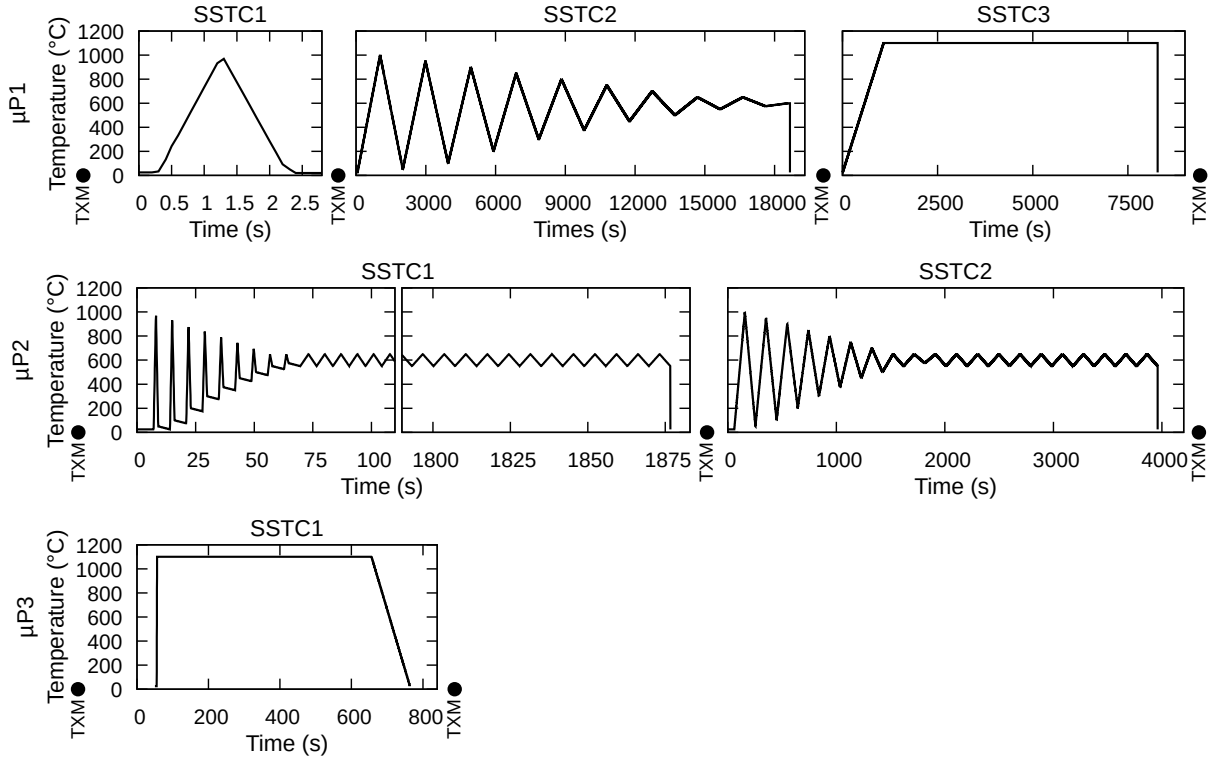 SSTC1 SSTC2 SSTC3
µP1
Temperature (°C)
1200
1000
800
600
400
200
0
TXM TXM TXM TXM
0 0.5 1 1.5 2 2.5 0 3000 6000 9000 12000 15000 18000 0 2500 5000 7500
Time (s) Times (s) Time (s)
SSTC1 SSTC2
µP2
Temperature (°C)
1200
1000
800
600
400
200
0
TXM TXM TXM
0 25 50 75 100 1800 1825 1850 1875 0 1000 2000 3000 4000
Time (s) Time (s)
SSTC1
µP3
Temperature (°C)
1200
1000
800
600
400
200
0
TXM TXM
0 200 400 600 800
Time (s)